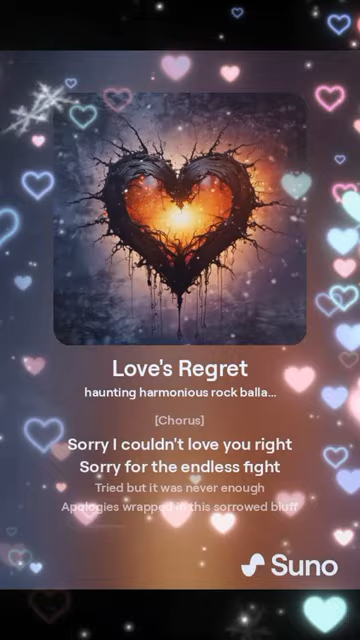 Love's Regret
haunting harmonious rock balla...
[Chorus]
Sorry I couldn't love you right
Sorry for the endless fight
Tried but it was never enough
Apologies wrapped in this sorrowed bluff
Suno